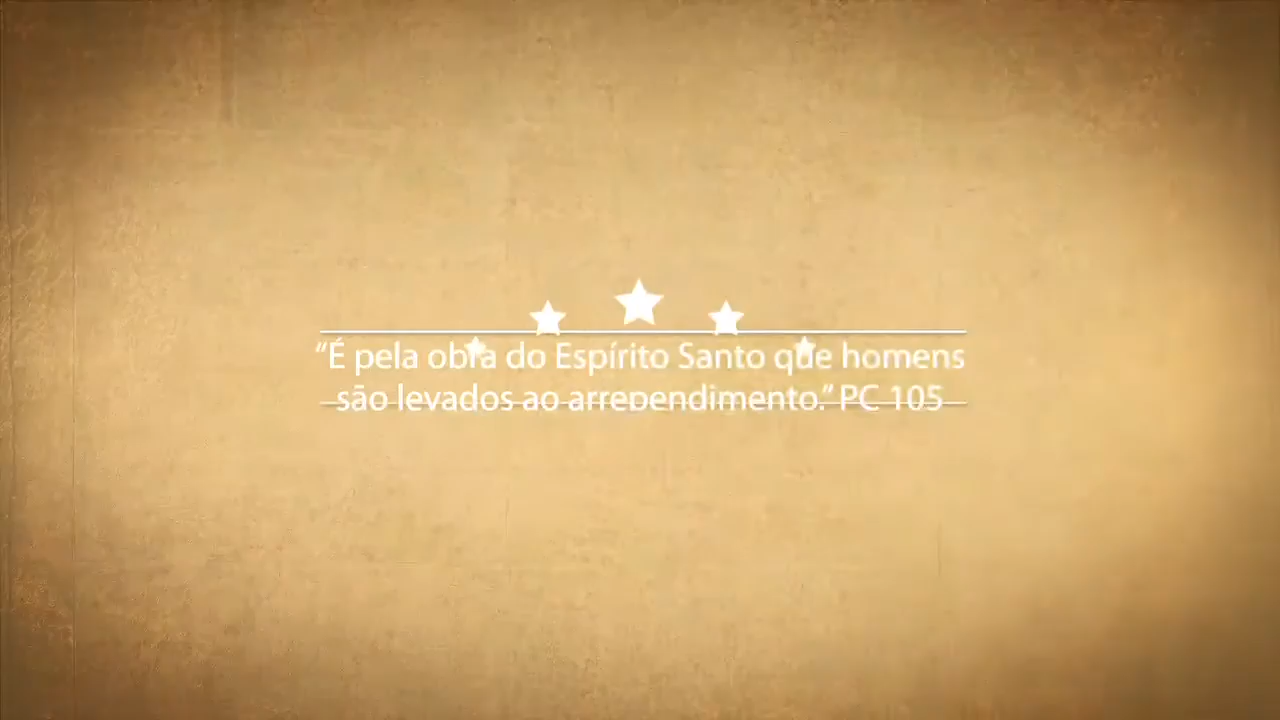 “É pela obra do Espírito Santo que homens
são levados ao arrependimento.” PC 105